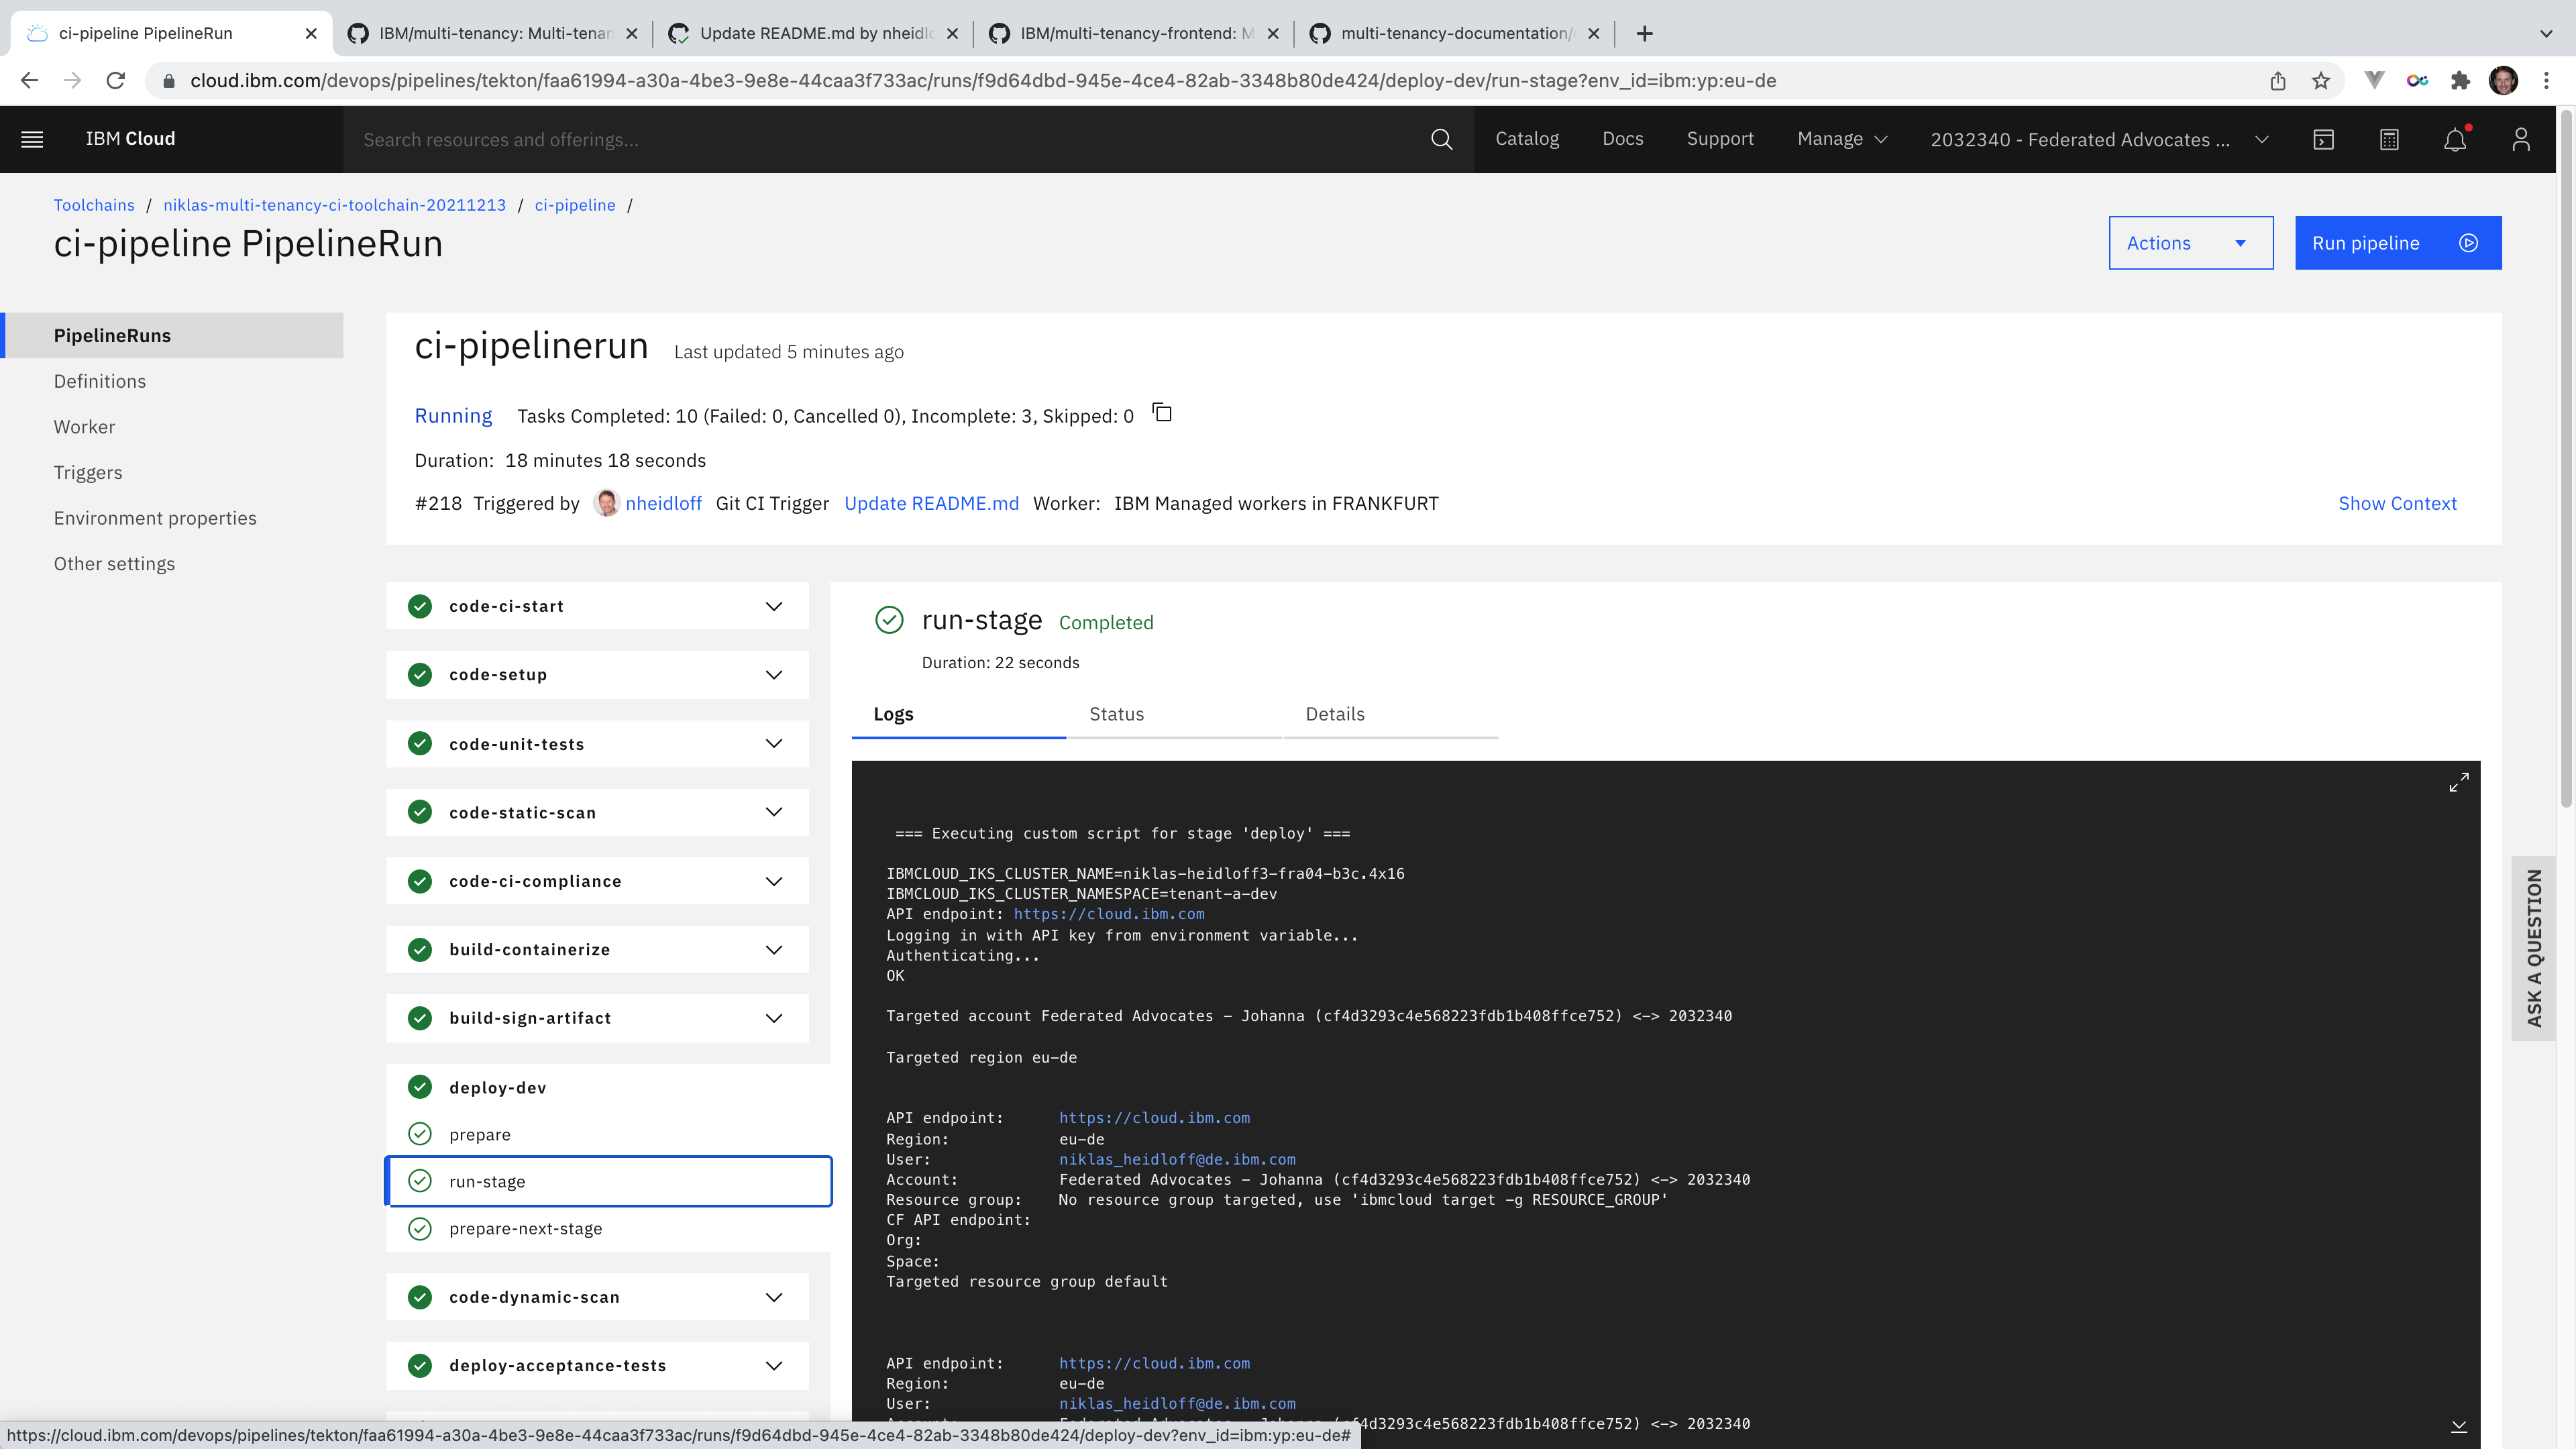 ci-pipeline PipelineRun
IBM/multi-tenancy: Multi-tenan
Update README.md by nheidlo
IBM/multi-tenancy-frontend: M
multi-tenancy-documentation/
cloud.ibm.com/devops/pipelines/tekton/faa61994-a30a-4be3-9e8e-44caa3f733ac/runs/f9d64dbd-945e-4ce4-82ab-3348b80de424/deploy-dev/run-stage?env_id=ibm:yp:eu-de
IBM Cloud
Search resources and offerings...
Catalog
Docs
Support
Manage
2032340 - Federated Advocates ...
Toolchains / niklas-multi-tenancy-ci-toolchain-20211213 / ci-pipeline /
ci-pipeline PipelineRun
Actions
Run pipeline
PipelineRuns
Definitions
Worker
Triggers
Environment properties
Other settings
ci-pipelinerun Last updated 5 minutes ago
Running Tasks Completed: 10 (Failed: 0, Cancelled 0), Incomplete: 3, Skipped: 0
Duration: 18 minutes 18 seconds
#218 Triggered by nheidloff Git CI Trigger Update README.md Worker: IBM Managed workers in FRANKFURT
Show Context
code-ci-start
code-setup
code-unit-tests
code-static-scan
code-ci-compliance
build-containerize
build-sign-artifact
deploy-dev
prepare
run-stage
prepare-next-stage
code-dynamic-scan
deploy-acceptance-tests
run-stage Completed
Duration: 22 seconds
Logs
Status
Details
=== Executing custom script for stage 'deploy' ===
IBMCLOUD_IKS_CLUSTER_NAME=niklas-heidloff3-fra04-b3c.4x16
IBMCLOUD_IKS_CLUSTER_NAMESPACE=tenant-a-dev
API endpoint: https://cloud.ibm.com
Logging in with API key from environment variable...
Authenticating...
OK
Targeted account Federated Advocates - Johanna (cf4d3293c4e568223fdb1b408ffce752) <-> 2032340
Targeted region eu-de
API endpoint: https://cloud.ibm.com
Region: eu-de
User: niklas_heidloff@de.ibm.com
Account: Federated Advocates - Johanna (cf4d3293c4e568223fdb1b408ffce752) <-> 2032340
Resource group: No resource group targeted, use 'ibmcloud target -g RESOURCE_GROUP'
CF API endpoint:
Org:
Space:
Targeted resource group default
API endpoint: https://cloud.ibm.com
Region: eu-de
User: niklas_heidloff@de.ibm.com
Account: Federated Advocates - Johanna (cf4d3293c4e568223fdb1b408ffce752) <-> 2032340
ASK A QUESTION
https://cloud.ibm.com/devops/pipelines/tekton/faa61994-a30a-4be3-9e8e-44caa3f733ac/runs/f9d64dbd-945e-4ce4-82ab-3348b80de424/deploy-dev?env_id=ibm:yp:eu-de#